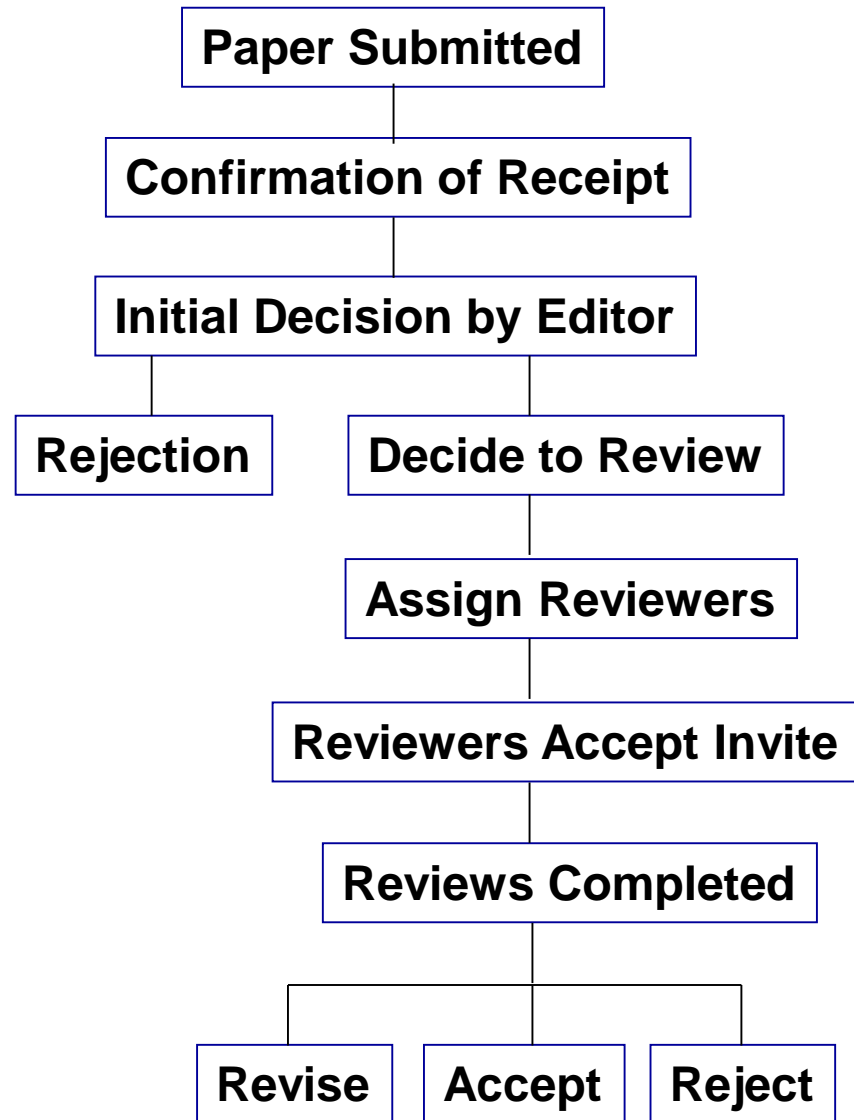 Paper Submitted
Confirmation of Receipt
Initial Decision by Editor
Rejection
Decide to Review
Assign Reviewers
Reviewers Accept Invite
Reviews Completed
Revise
Accept
Reject